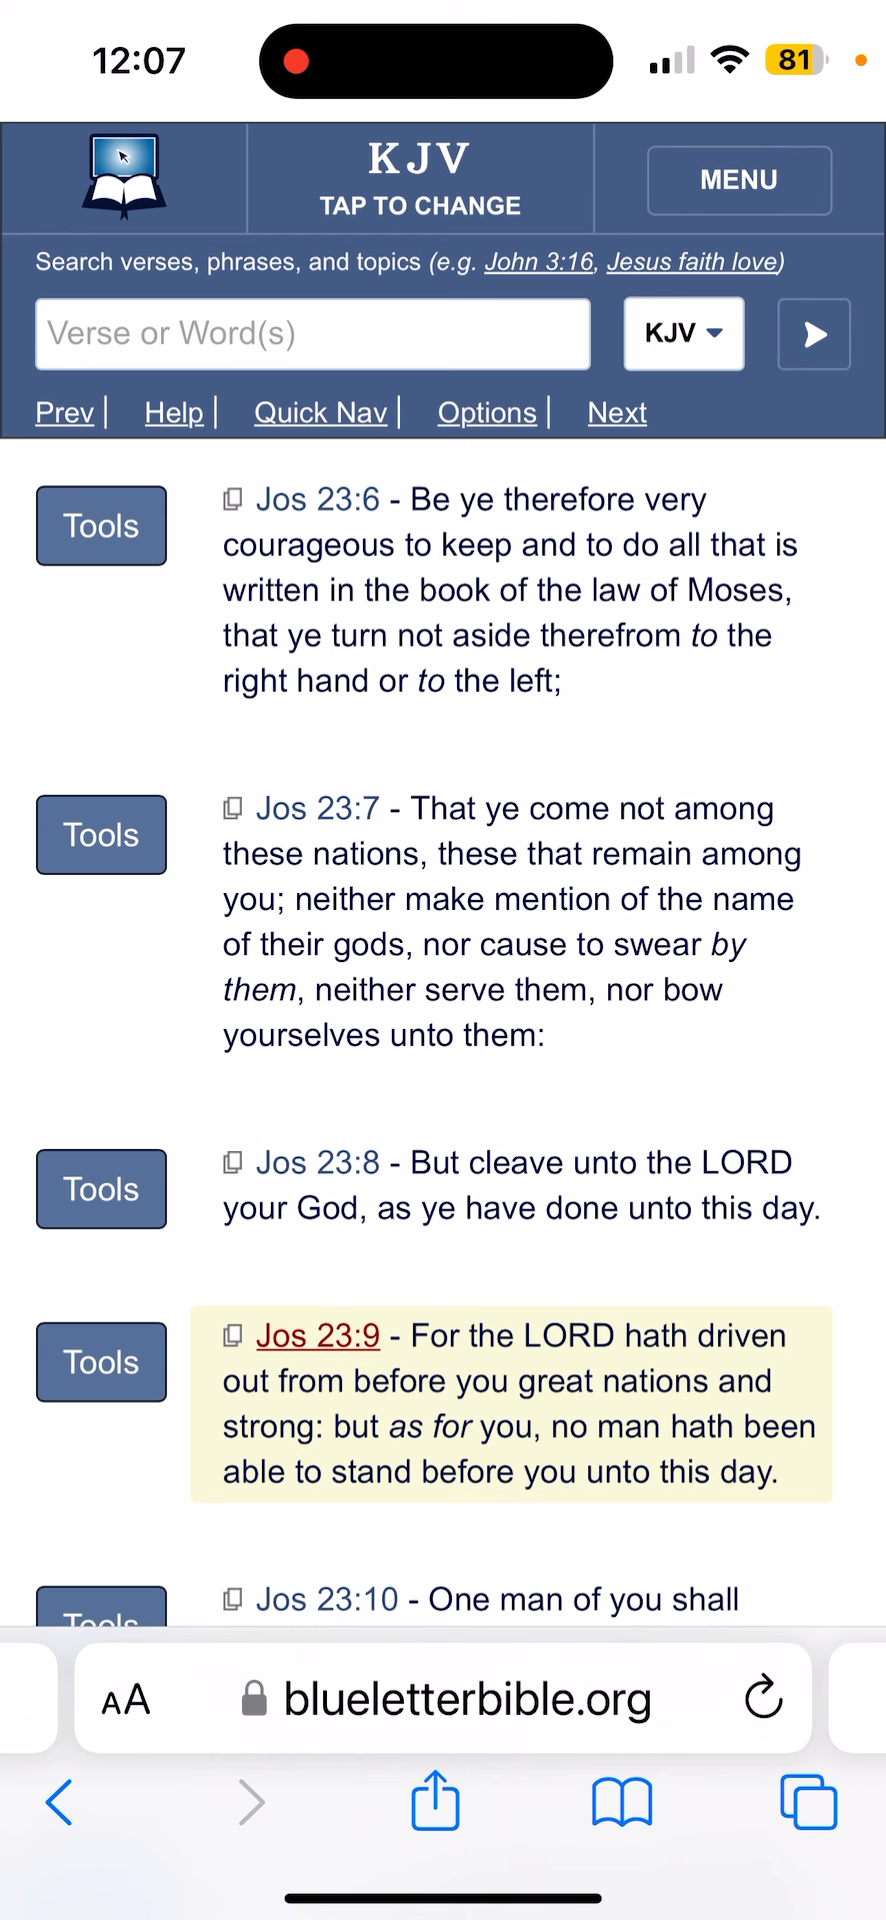 12:07
81
KJV
TAP TO CHANGE
MENU
Search verses, phrases, and topics (e.g. John 3:16, Jesus faith love)
Verse or Word(s)
KJV
Prev | Help | Quick Nav | Options | Next
Tools
Jos 23:6 - Be ye therefore very
courageous to keep and to do all that is
written in the book of the law of Moses,
that ye turn not aside therefrom to the
right hand or to the left;
Tools
Jos 23:7 - That ye come not among
these nations, these that remain among
you; neither make mention of the name
of their gods, nor cause to swear by
them, neither serve them, nor bow
yourselves unto them:
Tools
Jos 23:8 - But cleave unto the LORD
your God, as ye have done unto this day.
Tools
Jos 23:9 - For the LORD hath driven
out from before you great nations and
strong: but as for you, no man hath been
able to stand before you unto this day.
Tools
Jos 23:10 - One man of you shall
AA
blueletterbible.org